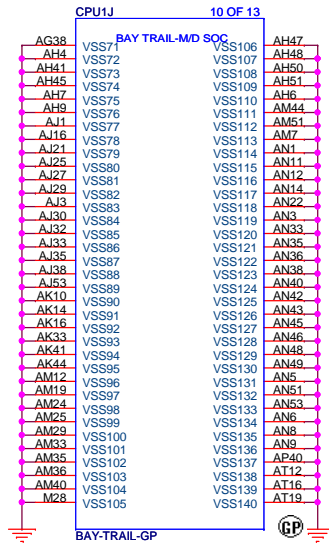 CPU1J 10 OF 13
BAY TRAIL-M/D SOC
AG38 VSS71 VSS106 AH47
AH4 VSS72 VSS107 AH48
AH41 VSS73 VSS108 AH50
AH45 VSS74 VSS109 AH51
AH7 VSS75 VSS110 AH6
AH9 VSS76 VSS111 AM44
AJ1 VSS77 VSS112 AM51
AJ16 VSS78 VSS113 AM7
AJ21 VSS79 VSS114 AN1
AJ25 VSS80 VSS115 AN11
AJ27 VSS81 VSS116 AN12
AJ29 VSS82 VSS117 AN14
AJ3 VSS83 VSS118 AN22
AJ30 VSS84 VSS119 AN3
AJ32 VSS85 VSS120 AN33
AJ33 VSS86 VSS121 AN35
AJ35 VSS87 VSS122 AN36
AJ38 VSS88 VSS123 AN38
AJ53 VSS89 VSS124 AN40
AK10 VSS90 VSS125 AN42
AK14 VSS91 VSS126 AN43
AK16 VSS92 VSS127 AN45
AK33 VSS93 VSS128 AN46
AK41 VSS94 VSS129 AN48
AK44 VSS95 VSS130 AN49
AM12 VSS96 VSS131 AN5
AM19 VSS97 VSS132 AN51
AM24 VSS98 VSS133 AN53
AM25 VSS99 VSS134 AN6
AM29 VSS100 VSS135 AN8
AM33 VSS101 VSS136 AN9
AM35 VSS102 VSS137 AP40
AM36 VSS103 VSS138 AT12
AM40 VSS104 VSS139 AT16
M28 VSS105 VSS140 AT19
GP
BAY-TRAIL-GP